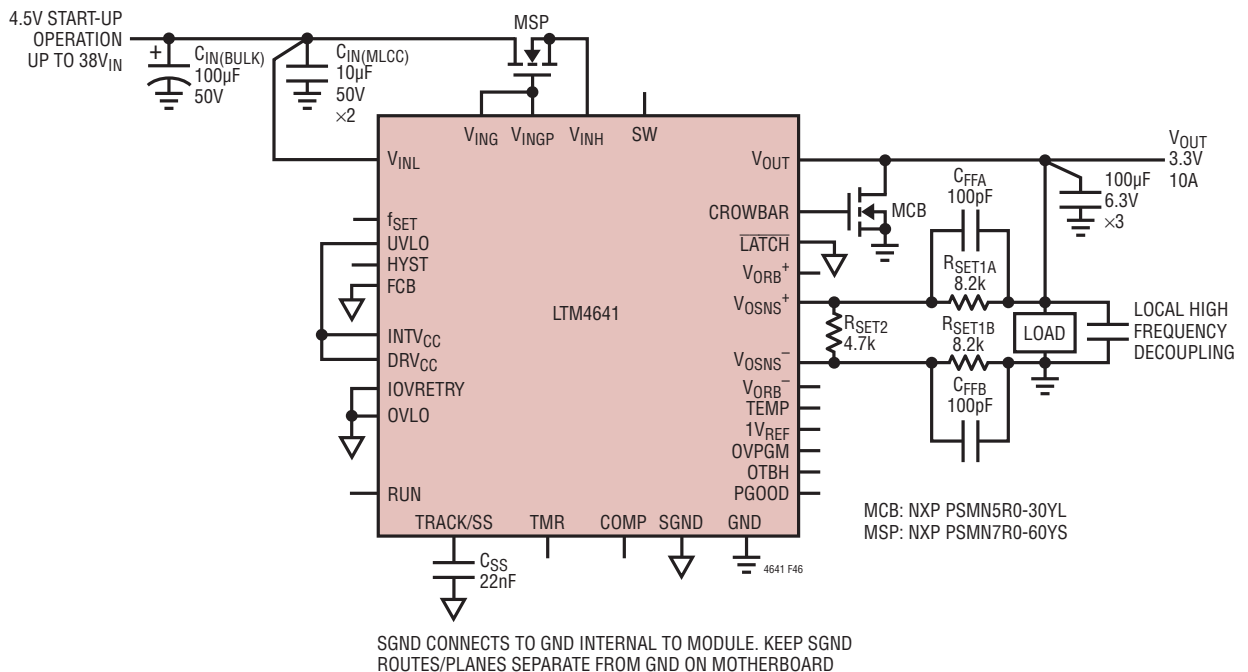 4.5V START-UP
OPERATION
UP TO 38VIN
+
CIN(BULK)
100µF
50V
CIN(MLCC)
10µF
50V
×2
MSP
VING
VINGP
VINH
SW
VINL
fSET
UVLO
HYST
FCB
INTVCC
DRVCC
IOVRETRY
OVLO
RUN
TRACK/SS
TMR
COMP
SGND
GND
LTM4641
VOUT
CROWBAR
LATCH
VORB+
VOSNS+
VOSNS–
VORB–
TEMP
1VREF
OVPGM
OTBH
PGOOD
MCB
CFFA
100pF
RSET1A
8.2k
RSET2
4.7k
RSET1B
8.2k
CFFB
100pF
LOAD
100µF
6.3V
×3
VOUT
3.3V
10A
LOCAL HIGH
FREQUENCY
DECOUPLING
CSS
22nF
4641 F46
MCB: NXP PSMN5R0-30YL
MSP: NXP PSMN7R0-60YS
SGND CONNECTS TO GND INTERNAL TO MODULE. KEEP SGND
ROUTES/PLANES SEPARATE FROM GND ON MOTHERBOARD